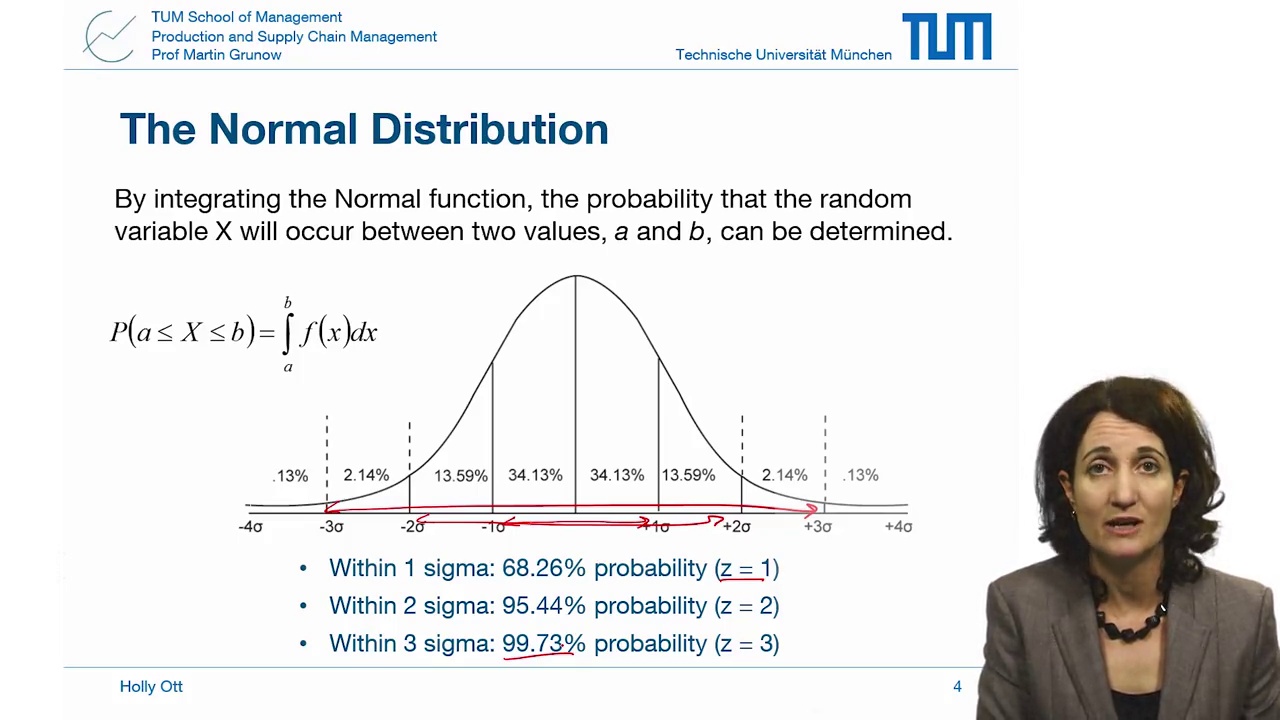 TUM School of Management
Production and Supply Chain Management
Prof Martin Grunow
Technische Universität München
TUM
The Normal Distribution
By integrating the Normal function, the probability that the random
variable X will occur between two values, a and b, can be determined.
P(a ≤ X ≤ b) = ∫ₐᵇ f(x)dx
.13% 2.14% 13.59% 34.13% 34.13% 13.59% 2.14% .13%
-4σ -3σ -2σ -1σ +1σ +2σ +3σ +4σ
• Within 1 sigma: 68.26% probability (z = 1)
• Within 2 sigma: 95.44% probability (z = 2)
• Within 3 sigma: 99.73% probability (z = 3)
Holly Ott
4